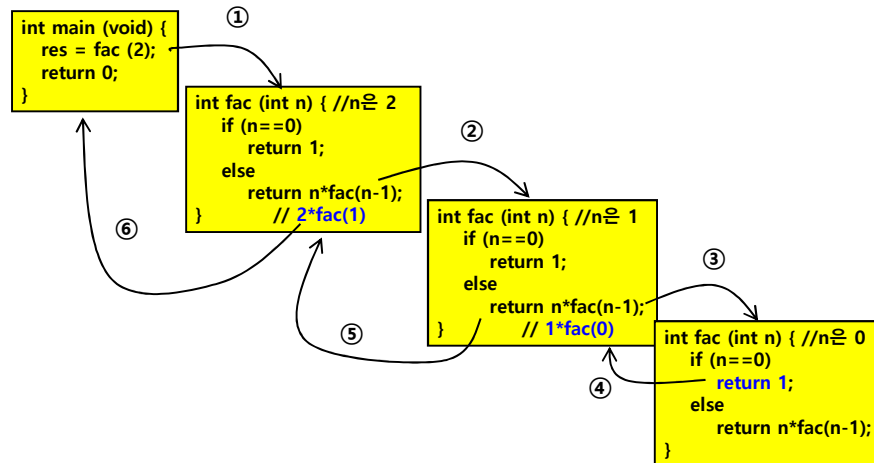 ①
int main (void) {
res = fac (2);
return 0;
}
int fac (int n) { //n은 2
if (n==0)
return 1;
else
return n*fac(n-1);
} // 2*fac(1)
②
⑥
int fac (int n) { //n은 1
if (n==0)
return 1;
else
return n*fac(n-1);
} // 1*fac(0)
③
⑤
int fac (int n) { //n은 0
if (n==0)
return 1;
else
return n*fac(n-1);
}
④